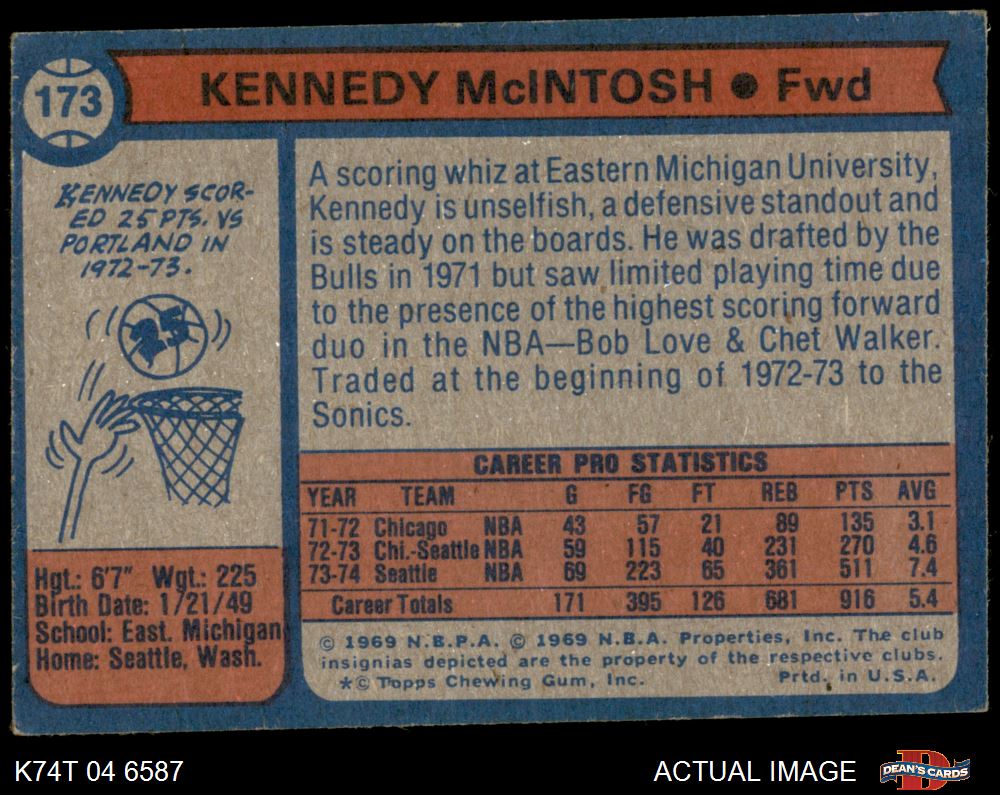 173
KENNEDY McINTOSH ● Fwd
KENNEDY SCOR-
ED 25 PTS. VS
PORTLAND IN
1972-73.
25
Hgt.: 6'7" Wgt.: 225
Birth Date: 1/21/49
School: East. Michigan
Home: Seattle, Wash.
A scoring whiz at Eastern Michigan University,
Kennedy is unselfish, a defensive standout and
is steady on the boards. He was drafted by the
Bulls in 1971 but saw limited playing time due
to the presence of the highest scoring forward
duo in the NBA—Bob Love & Chet Walker.
Traded at the beginning of 1972-73 to the
Sonics.
CAREER PRO STATISTICS
YEAR TEAM G FG FT REB PTS AVG
71-72 Chicago NBA 43 57 21 89 135 3.1
72-73 Chi.-Seattle NBA 59 115 40 231 270 4.6
73-74 Seattle NBA 69 223 65 361 511 7.4
Career Totals 171 395 126 681 916 5.4
© 1969 N.B.P.A. © 1969 N.B.A. Properties, Inc. The club
insignias depicted are the property of the respective clubs.
*© Topps Chewing Gum, Inc. Prtd. in U.S.A.
K74T 04 6587
ACTUAL IMAGE
DEAN'S CARDS